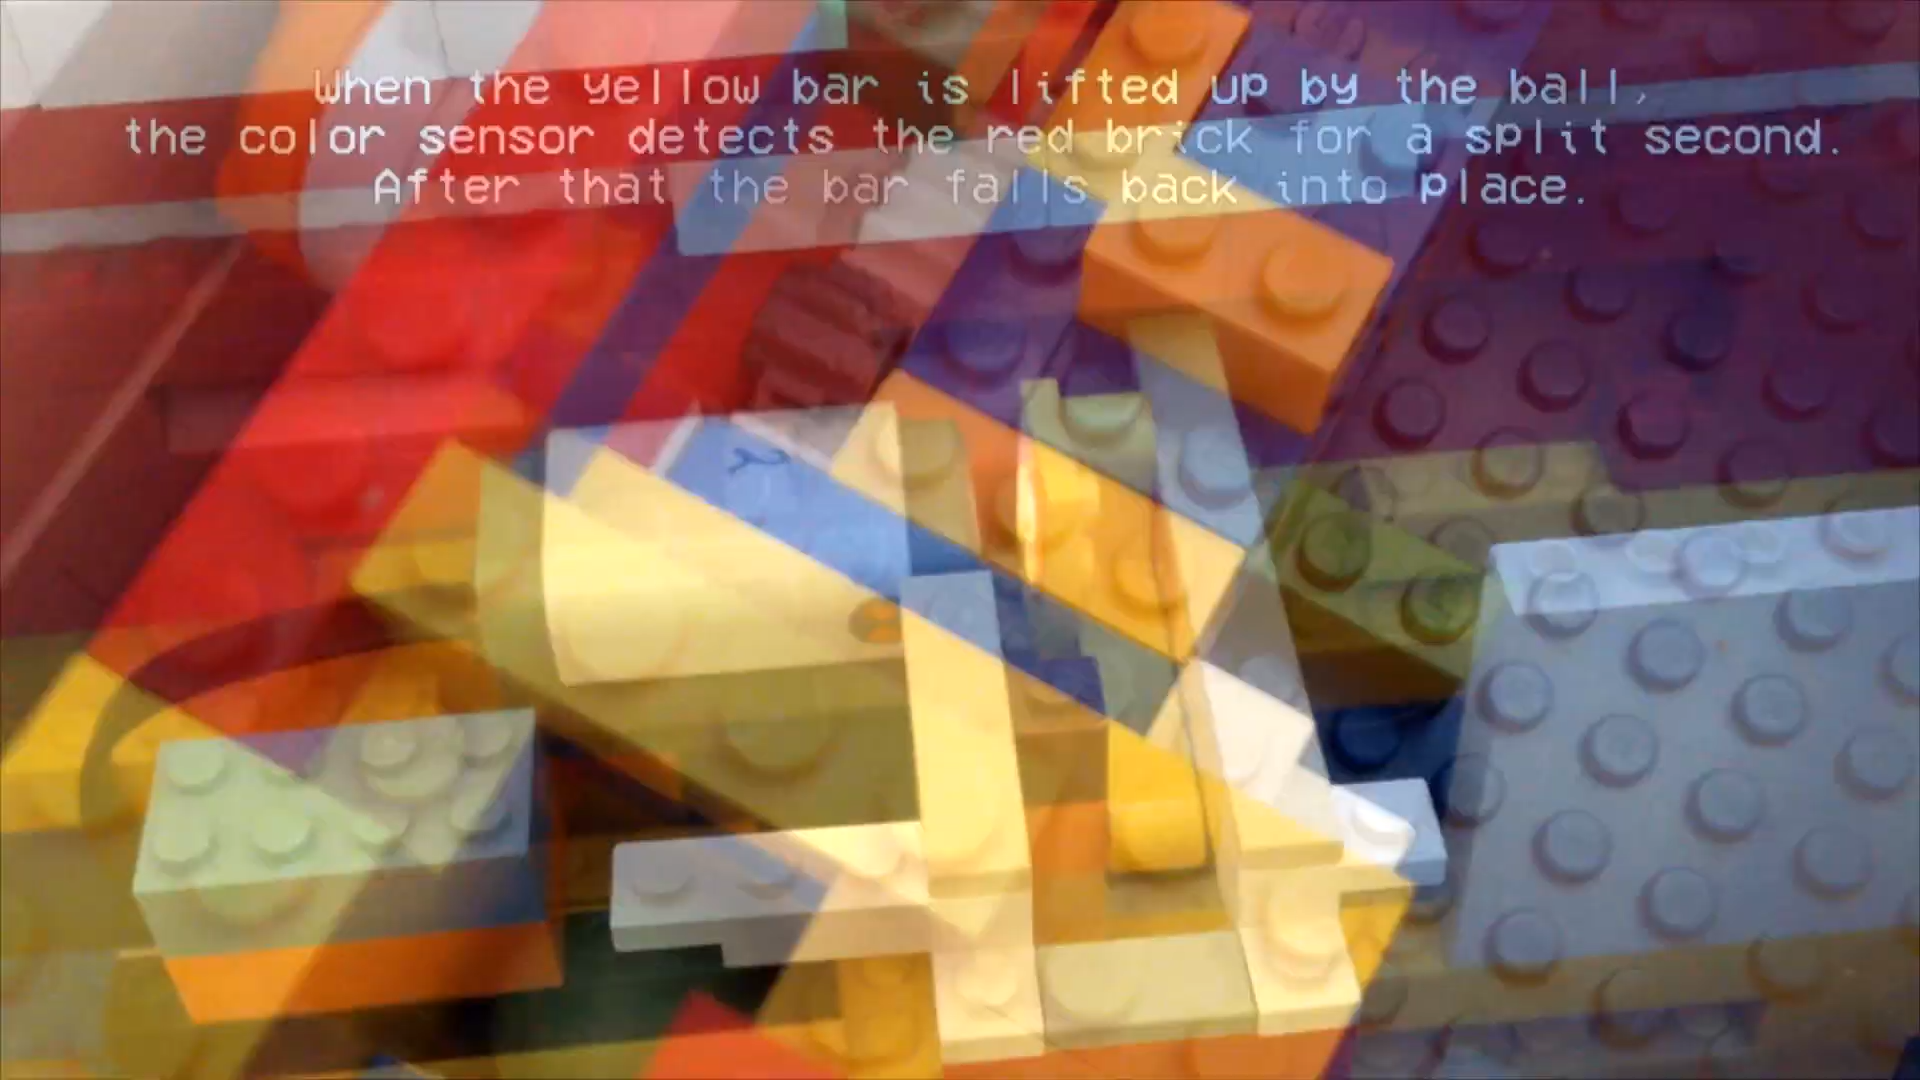 When the yellow bar is lifted up by the ball,
the color sensor detects the red brick for a split second.
After that the bar falls back into place.